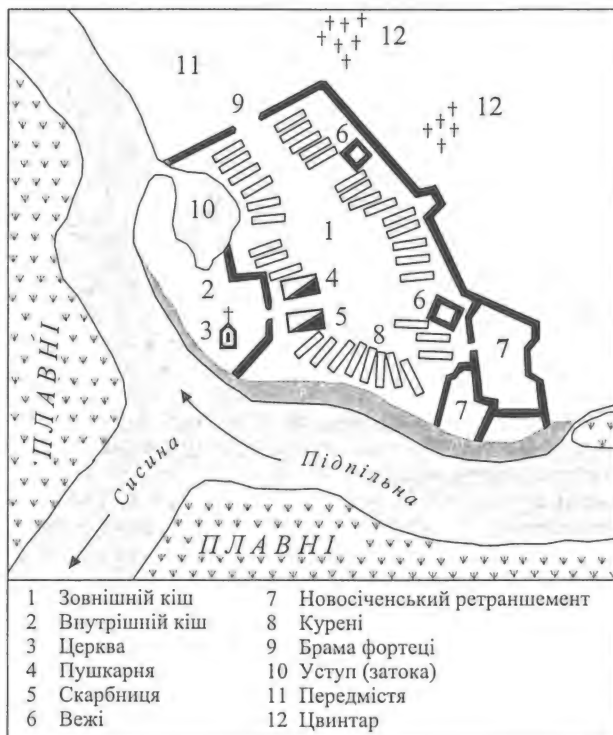 12
11
9
12
6
10
1
2
4
6
5
3
8
7
7
ПЛАВНІ
Сисина
Підпільна
ПЛАВНІ
1 Зовнішній кіш
2 Внутрішній кіш
3 Церква
4 Пушкарня
5 Скарбниця
6 Вежі
7 Новосіченський ретраншемент
8 Курені
9 Брама фортеці
10 Уступ (затока)
11 Передмістя
12 Цвинтар